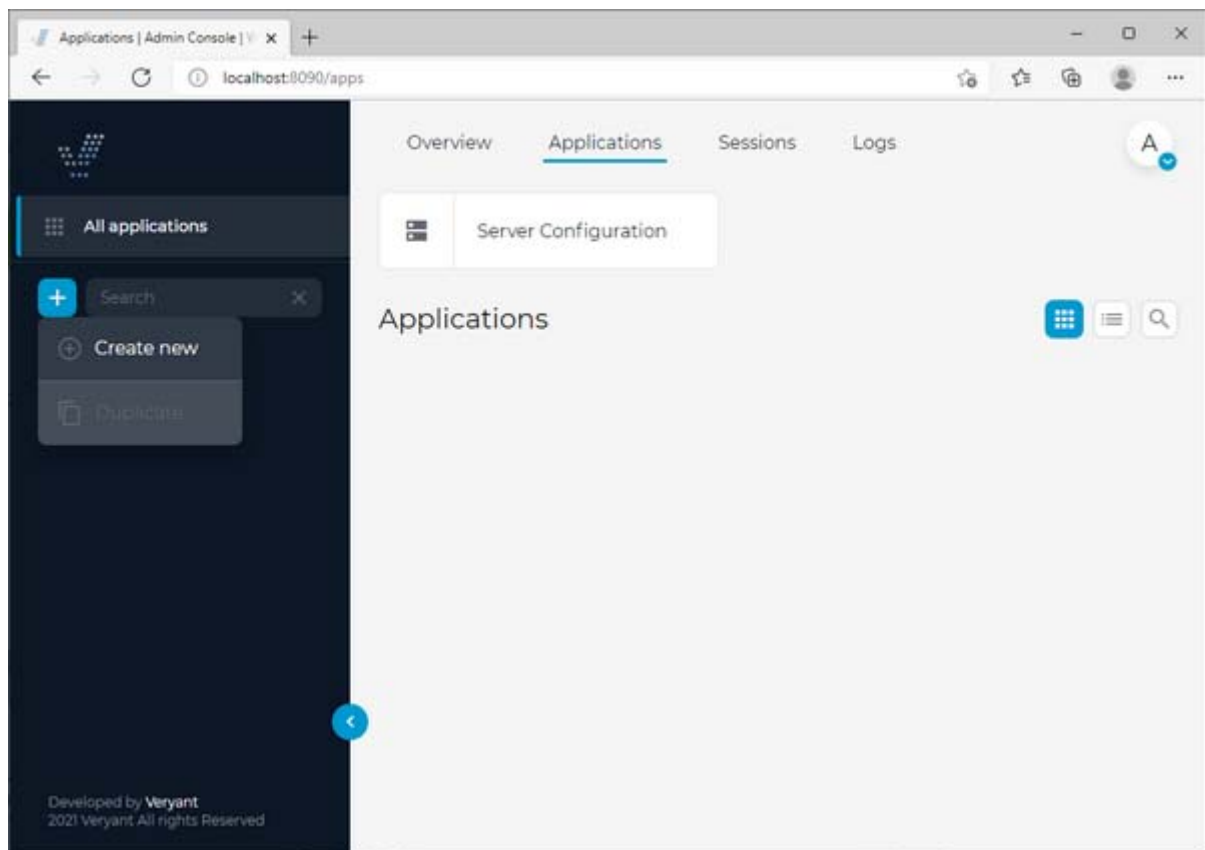 Applications | Admin Console | V
localhost:8090/apps
Overview Applications Sessions Logs A
All applications
Server Configuration
Search
Applications
Create new
Duplicate
Developed by Veryant
2021 Veryant All rights Reserved